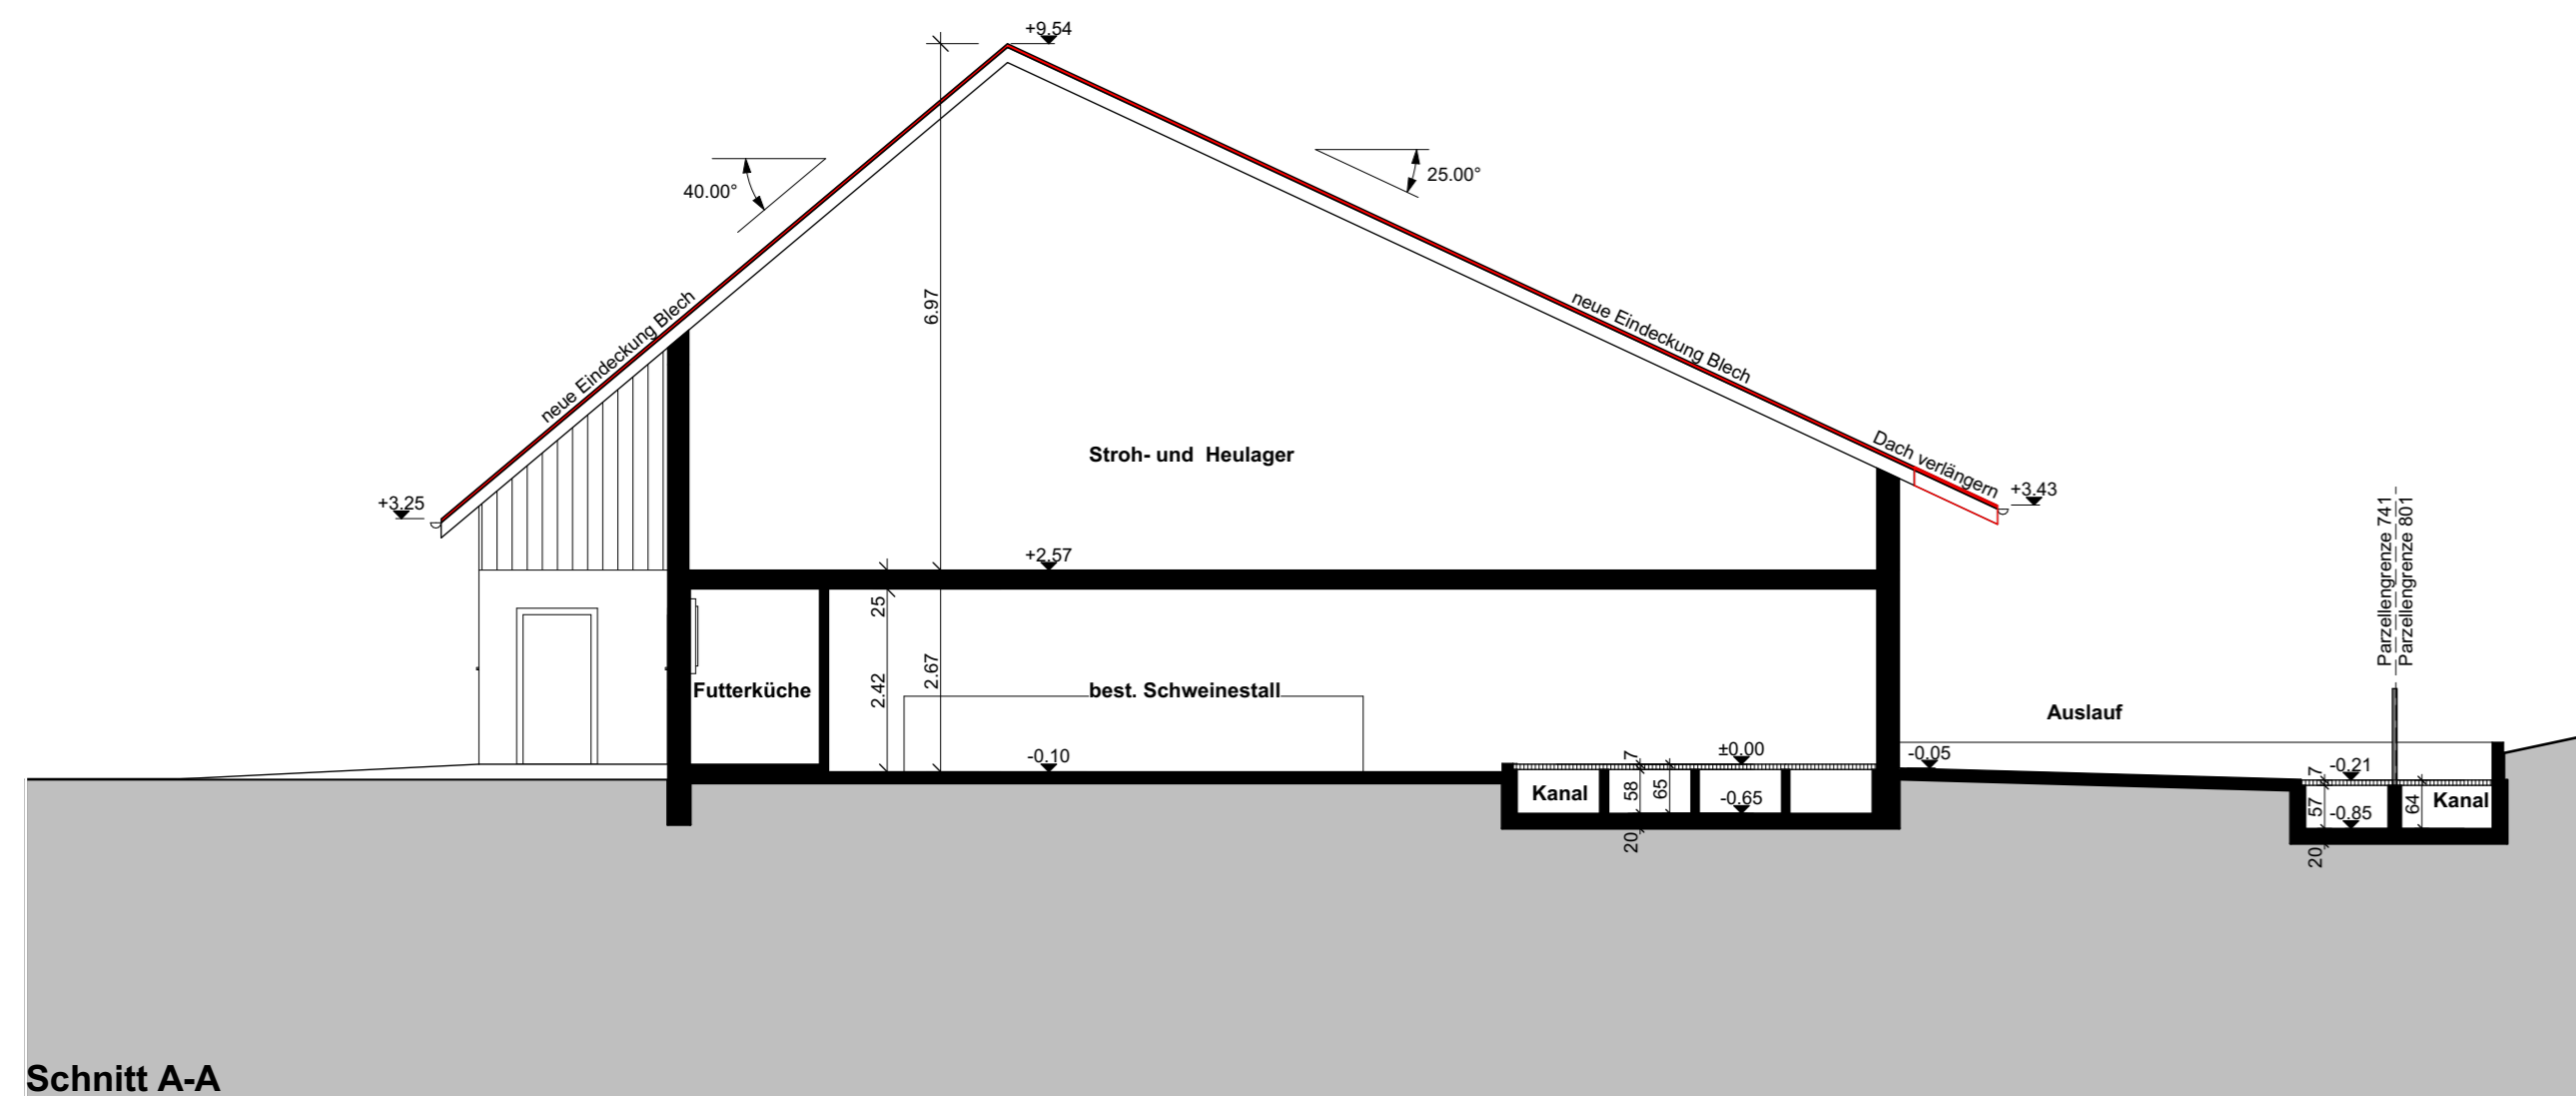 +9.54
40.00°
25.00°
6.97
neue Eindeckung Blech
neue Eindeckung Blech
Stroh- und Heulager
Dach verlängern
+3.25
+3.43
Parzellengrenze 741
Parzellengrenze 801
+2.57
25
2.42
2.67
Futterküche
best. Schweinestall
Auslauf
-0.10
7
±0.00
-0.05
7
-0.21
Kanal
58
65
-0.65
57
-0.85
64
Kanal
20
20
Schnitt A-A